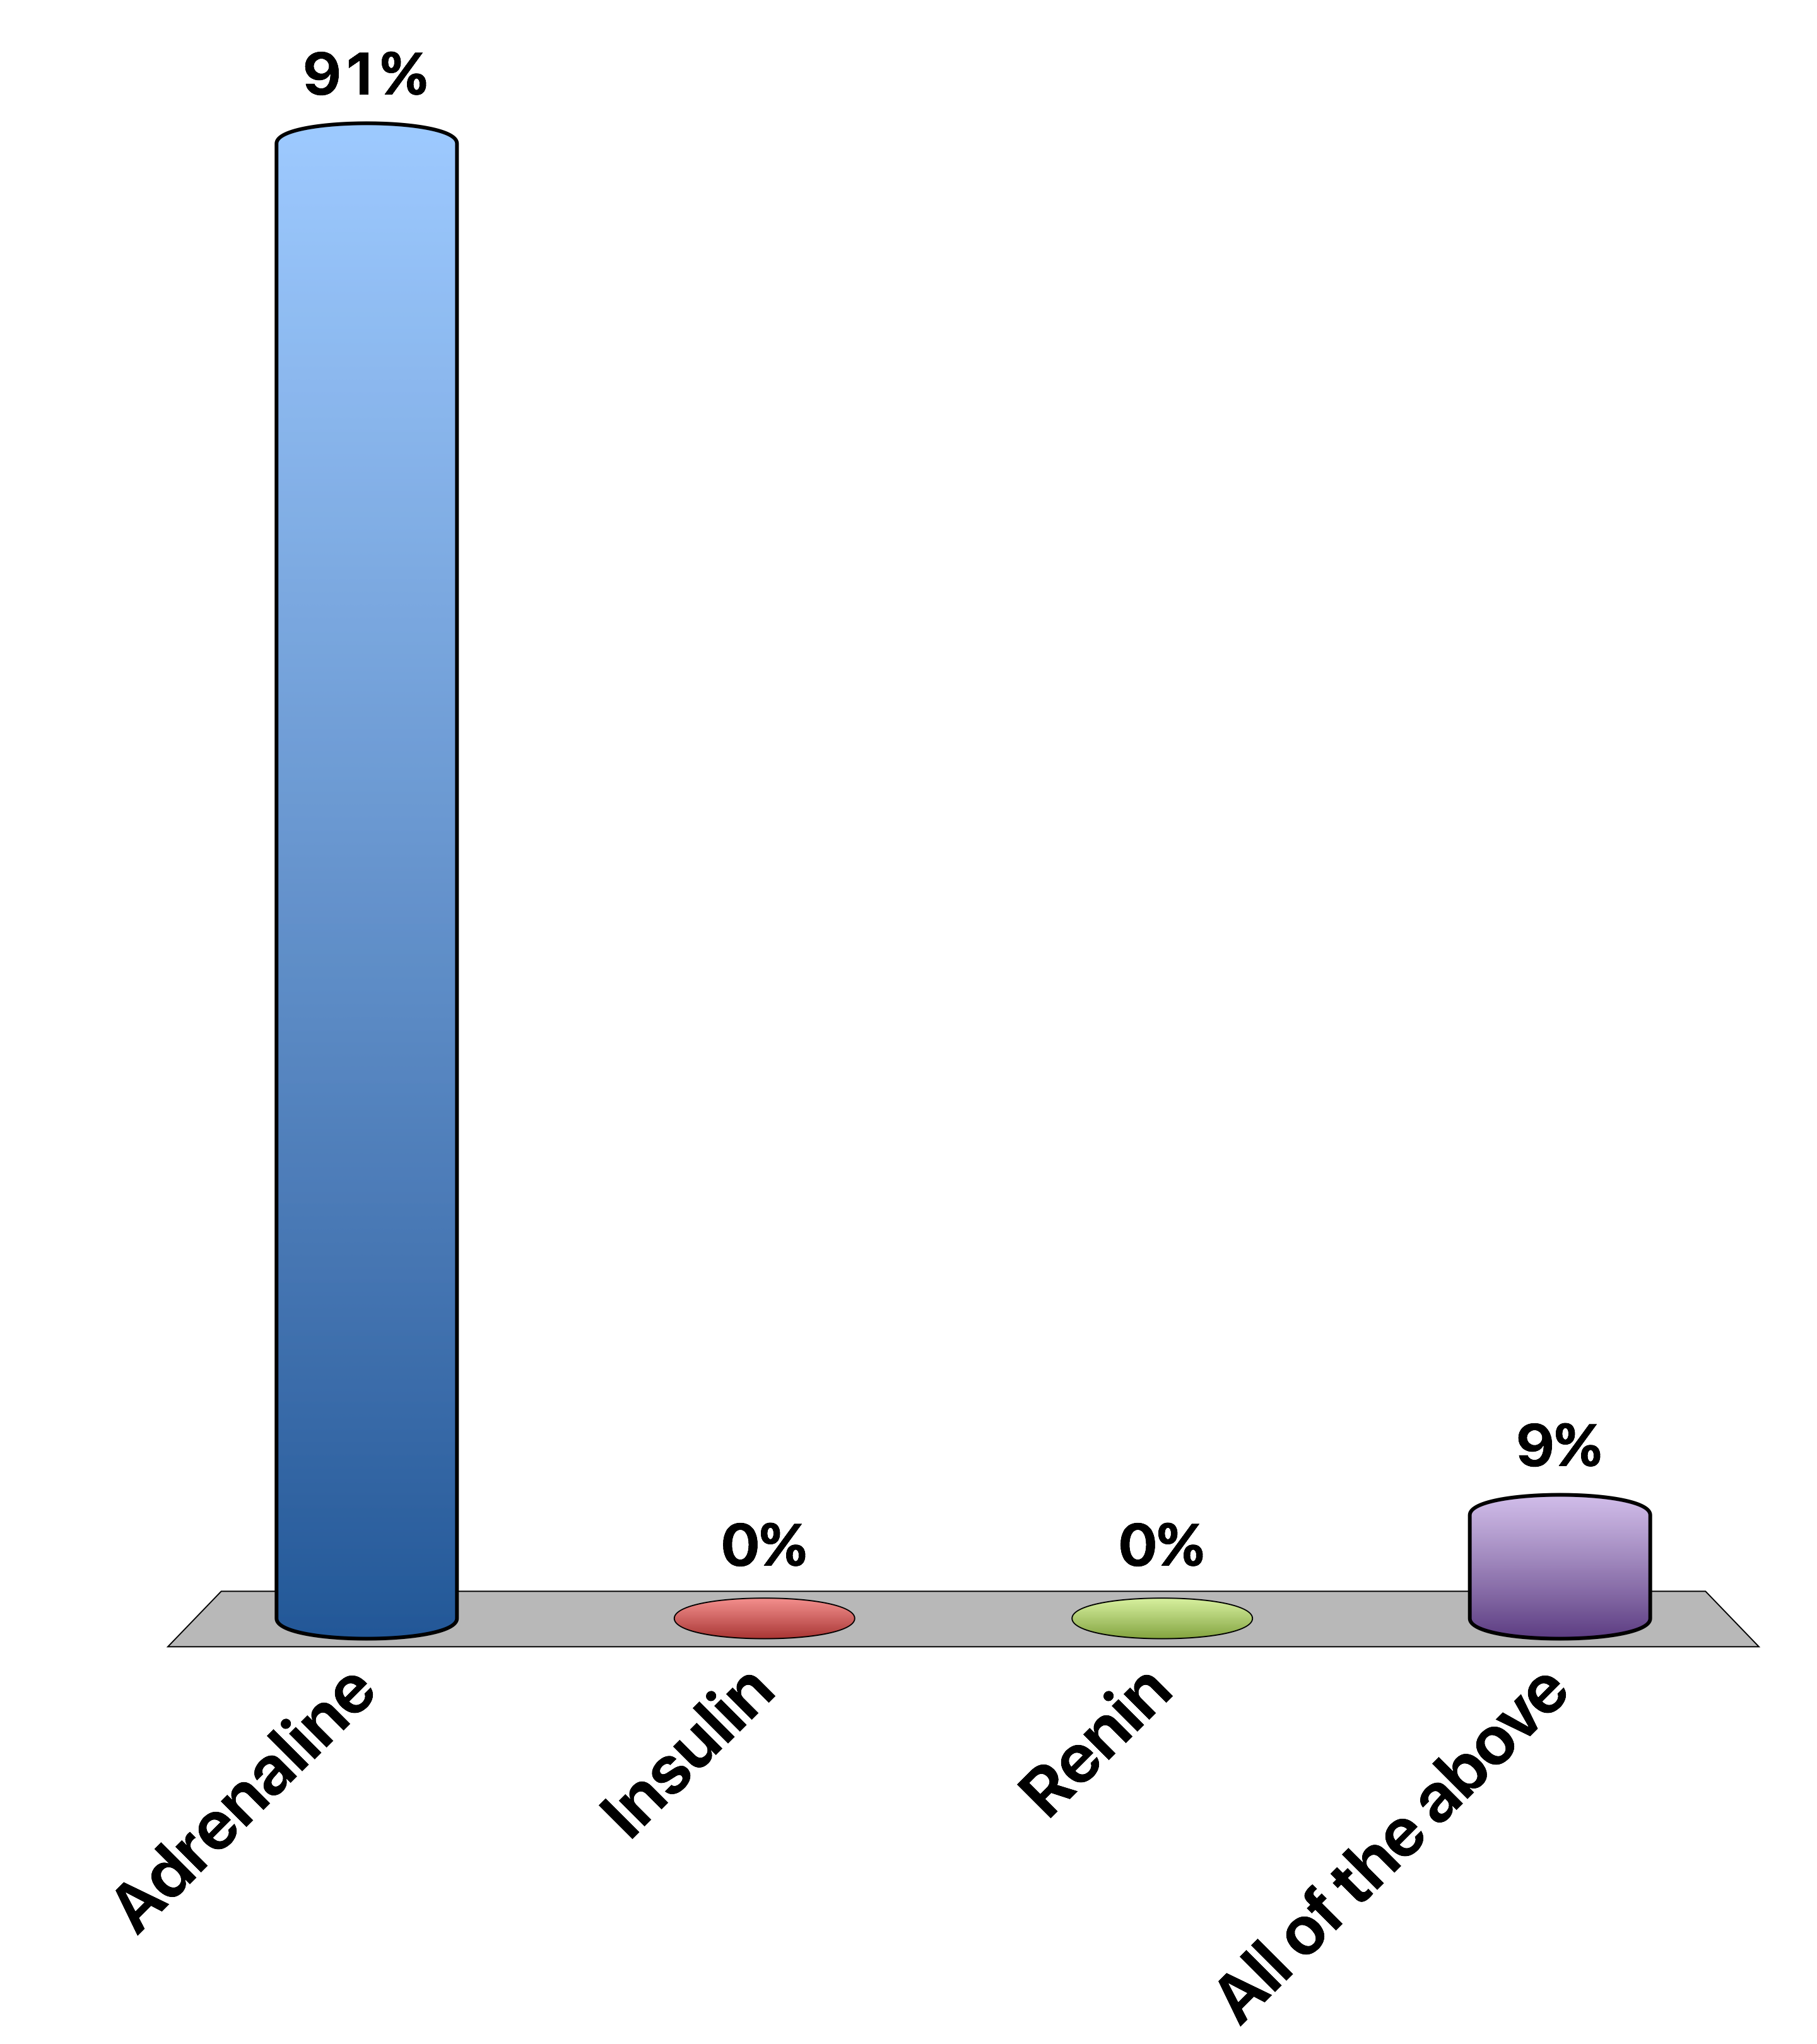 91%
0%
0%
9%
Adrenaline
Insulin
Renin
All of the above